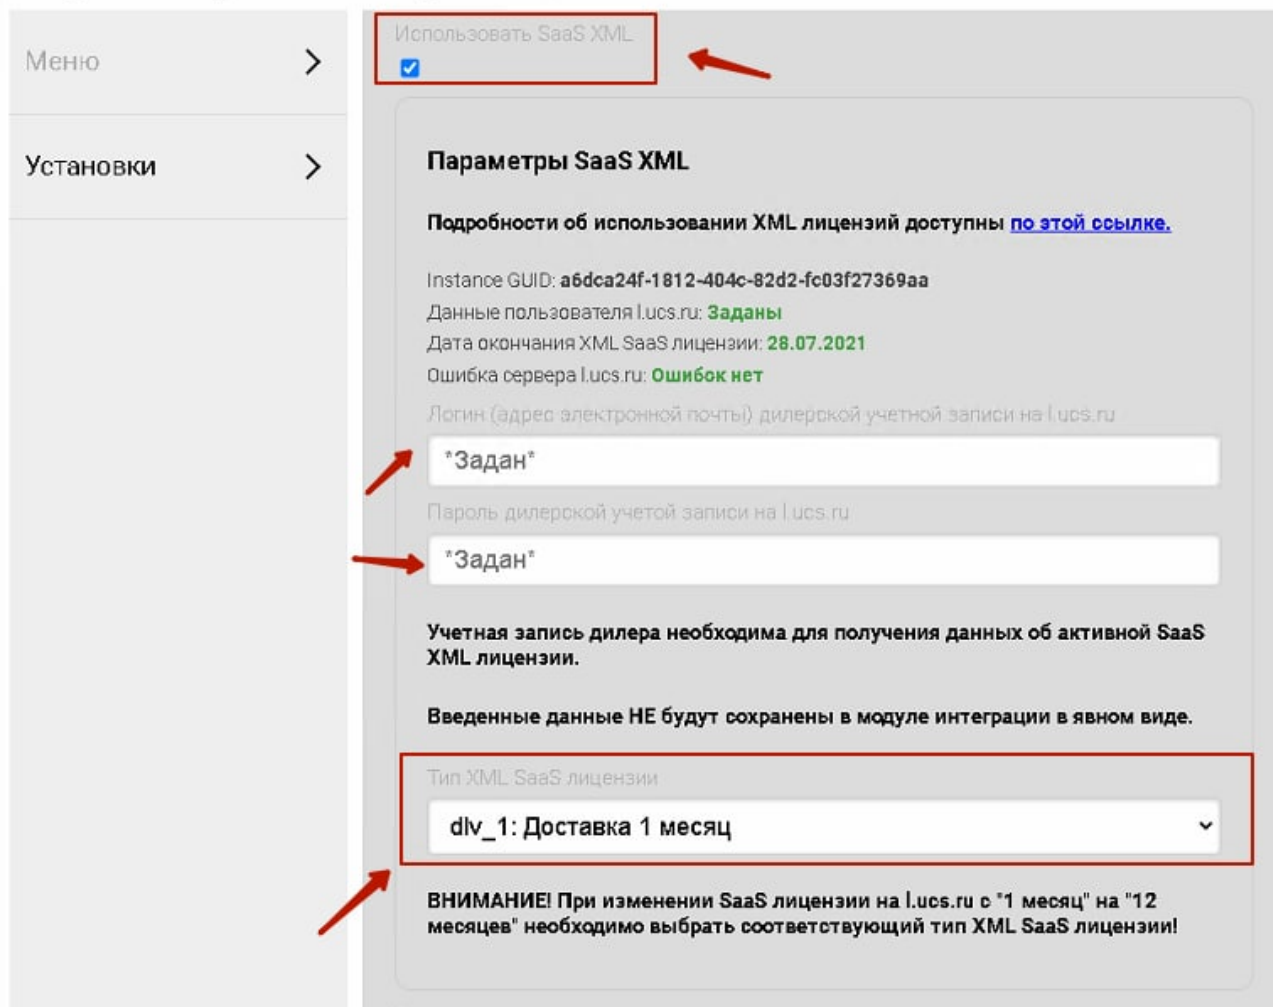 Меню
Установки
Использовать SaaS XML
Параметры SaaS XML
Подробности об использовании XML лицензий доступны по этой ссылке.
Instance GUID: a6dca24f-1812-404c-82d2-fc03f27369aa
Данные пользователя l.ucs.ru: Заданы
Дата окончания XML SaaS лицензии: 28.07.2021
Ошибка сервера l.ucs.ru: Ошибок нет
Логин (адрес электронной почты) дилерской учетной записи на l.ucs.ru
*Задан*
Пароль дилерской учетой записи на l.ucs.ru
*Задан*
Учетная запись дилера необходима для получения данных об активной SaaS
XML лицензии.
Введенные данные НЕ будут сохранены в модуле интеграции в явном виде.
Тип XML SaaS лицензии
dlv_1: Доставка 1 месяц
ВНИМАНИЕ! При изменении SaaS лицензии на l.ucs.ru с "1 месяц" на "12
месяцев" необходимо выбрать соответствующий тип XML SaaS лицензии!